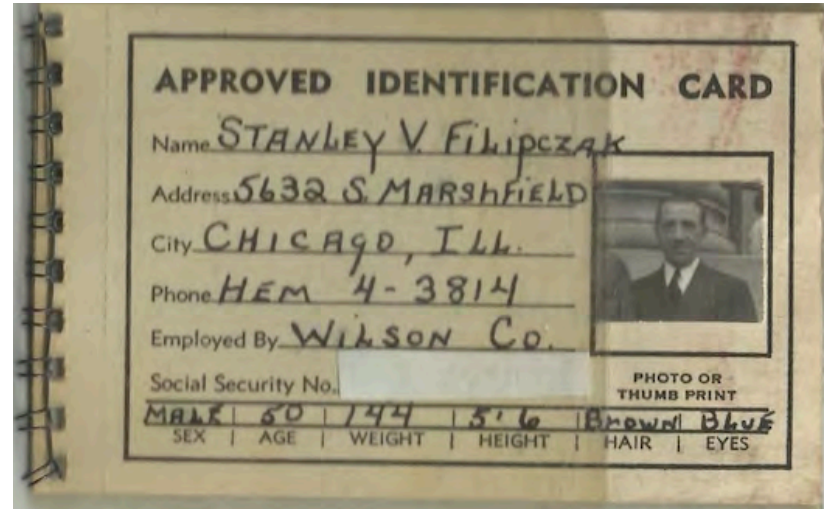 APPROVED IDENTIFICATION CARD
Name STANLEY V. FILIPCZAK
Address 5632 S. MARSHFIELD
City CHICAGO, ILL.
Phone HEM 4-3814
Employed By WILSON CO.
Social Security No.
PHOTO OR
THUMB PRINT
MALE | 50 | 144 | 5'6 | BROWN | BLUE
SEX | AGE | WEIGHT | HEIGHT | HAIR | EYES